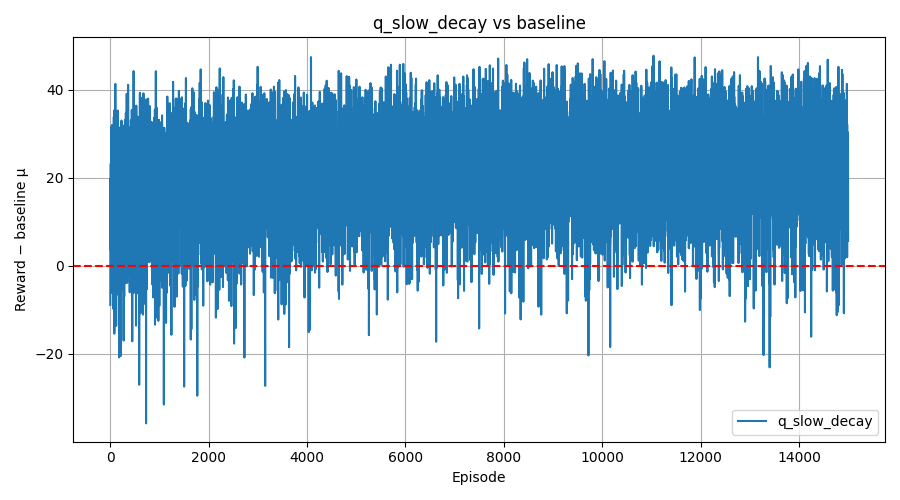 q_slow_decay vs baseline
Reward − baseline μ
40
20
0
−20
0 2000 4000 6000 8000 10000 12000 14000
Episode
q_slow_decay